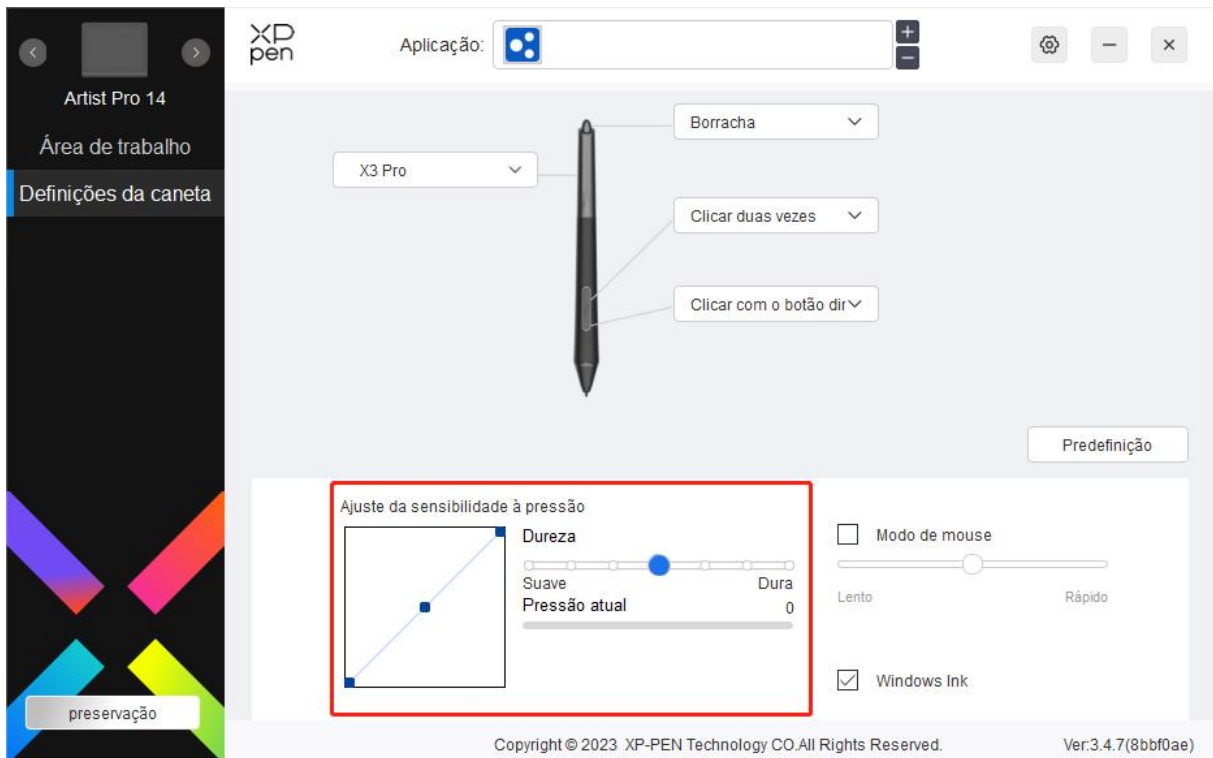 XP
pen
Aplicação:
+
−
Artist Pro 14
Área de trabalho
Definições da caneta
Borracha
X3 Pro
Clicar duas vezes
Clicar com o botão dir
Predefinição
Ajuste da sensibilidade à pressão
Dureza
Suave Dura
Pressão atual 0
Modo de mouse
Lento Rápido
Windows Ink
preservação
Copyright © 2023 XP-PEN Technology CO.All Rights Reserved. Ver:3.4.7(8bbf0ae)